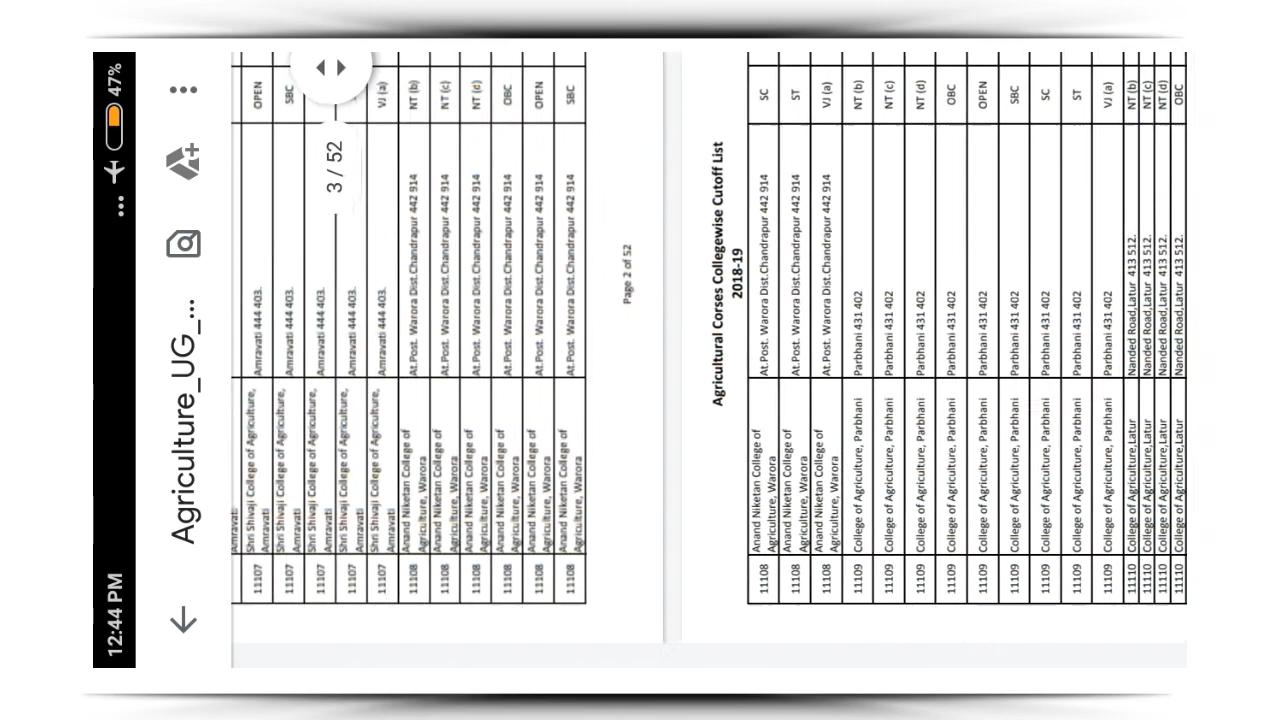 12:44 PM
... 47%
Agriculture_UG_...
3 / 52
Amravati
11107 Shri Shivaji College of Agriculture, Amravati Amravati 444 403. OPEN
11107 Shri Shivaji College of Agriculture, Amravati Amravati 444 403. SBC
11107 Shri Shivaji College of Agriculture, Amravati Amravati 444 403.
11107 Shri Shivaji College of Agriculture, Amravati Amravati 444 403.
11107 Shri Shivaji College of Agriculture, Amravati Amravati 444 403. VJ (a)
11108 Anand Niketan College of Agriculture, Warora At.Post. Warora Dist.Chandrapur 442 914 NT (b)
11108 Anand Niketan College of Agriculture, Warora At.Post. Warora Dist.Chandrapur 442 914 NT (c)
11108 Anand Niketan College of Agriculture, Warora At.Post. Warora Dist.Chandrapur 442 914 NT (d)
11108 Anand Niketan College of Agriculture, Warora At.Post. Warora Dist.Chandrapur 442 914 OBC
11108 Anand Niketan College of Agriculture, Warora At.Post. Warora Dist.Chandrapur 442 914 OPEN
11108 Anand Niketan College of Agriculture, Warora At.Post. Warora Dist.Chandrapur 442 914 SBC
Page 2 of 52
Agricultural Corses Collegewise Cutoff List
2018-19
11108 Anand Niketan College of Agriculture, Warora At.Post. Warora Dist.Chandrapur 442 914 SC
11108 Anand Niketan College of Agriculture, Warora At.Post. Warora Dist.Chandrapur 442 914 ST
11108 Anand Niketan College of Agriculture, Warora At.Post. Warora Dist.Chandrapur 442 914 VJ (a)
11109 College of Agriculture, Parbhani Parbhani 431 402 NT (b)
11109 College of Agriculture, Parbhani Parbhani 431 402 NT (c)
11109 College of Agriculture, Parbhani Parbhani 431 402 NT (d)
11109 College of Agriculture, Parbhani Parbhani 431 402 OBC
11109 College of Agriculture, Parbhani Parbhani 431 402 OPEN
11109 College of Agriculture, Parbhani Parbhani 431 402 SBC
11109 College of Agriculture, Parbhani Parbhani 431 402 SC
11109 College of Agriculture, Parbhani Parbhani 431 402 ST
11109 College of Agriculture, Parbhani Parbhani 431 402 VJ (a)
11110 College of Agriculture,Latur Nanded Road,Latur 413 512. NT (b)
11110 College of Agriculture,Latur Nanded Road,Latur 413 512. NT (c)
11110 College of Agriculture,Latur Nanded Road,Latur 413 512. NT (d)
11110 College of Agriculture,Latur Nanded Road,Latur 413 512. OBC